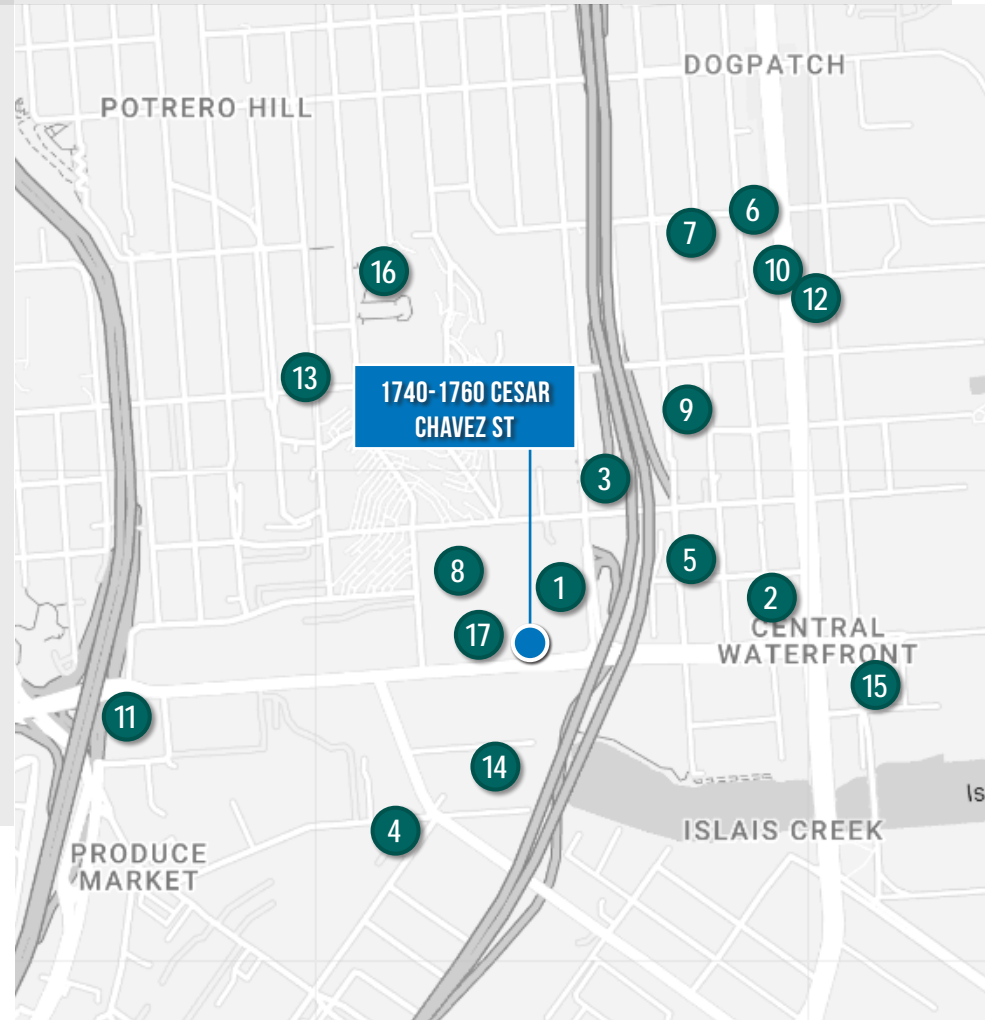 DOGPATCH
POTRERO HILL
6
7
10
16
12
13
1740-1760 CESAR
CHAVEZ ST
9
3
5
8
1
2
17
CENTRAL
WATERFRONT
15
11
14
Is
4
ISLAIS CREEK
PRODUCE
MARKET